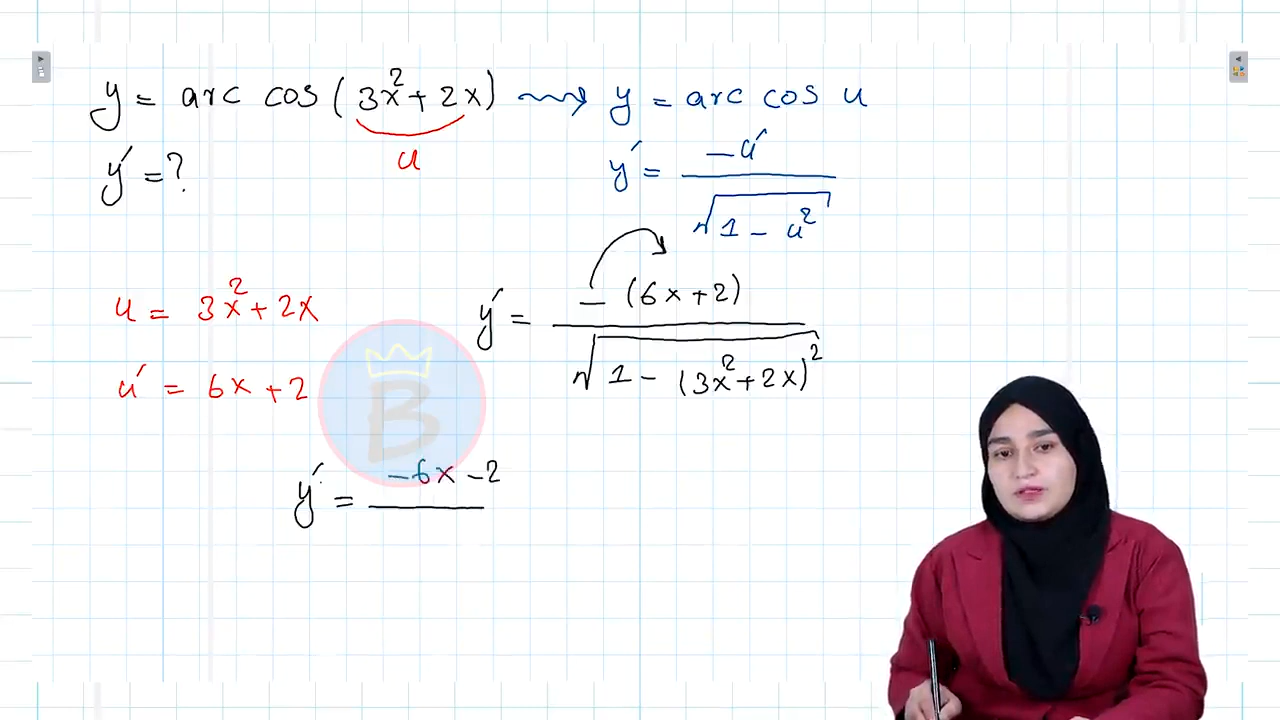 y = arc cos (3x²+2x) ⟿ y = arc cos u
u
y′ = ?
y′ = −u′ / √(1 − u²)
u = 3x²+2x
y′ = −(6x+2) / √(1 − (3x²+2x)²)
u′ = 6x+2
B
y′ = −6x −2